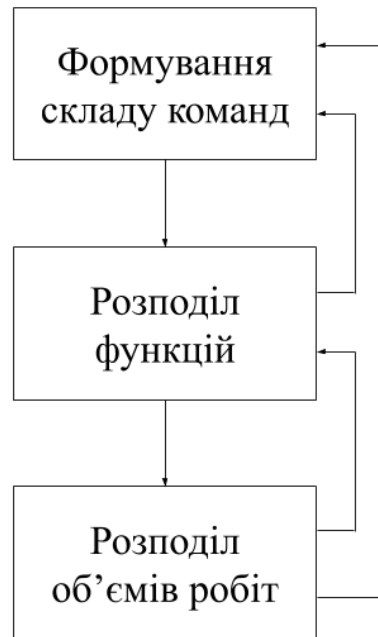 Формування
складу команд
Розподіл
функцій
Розподіл
об’ємів робіт